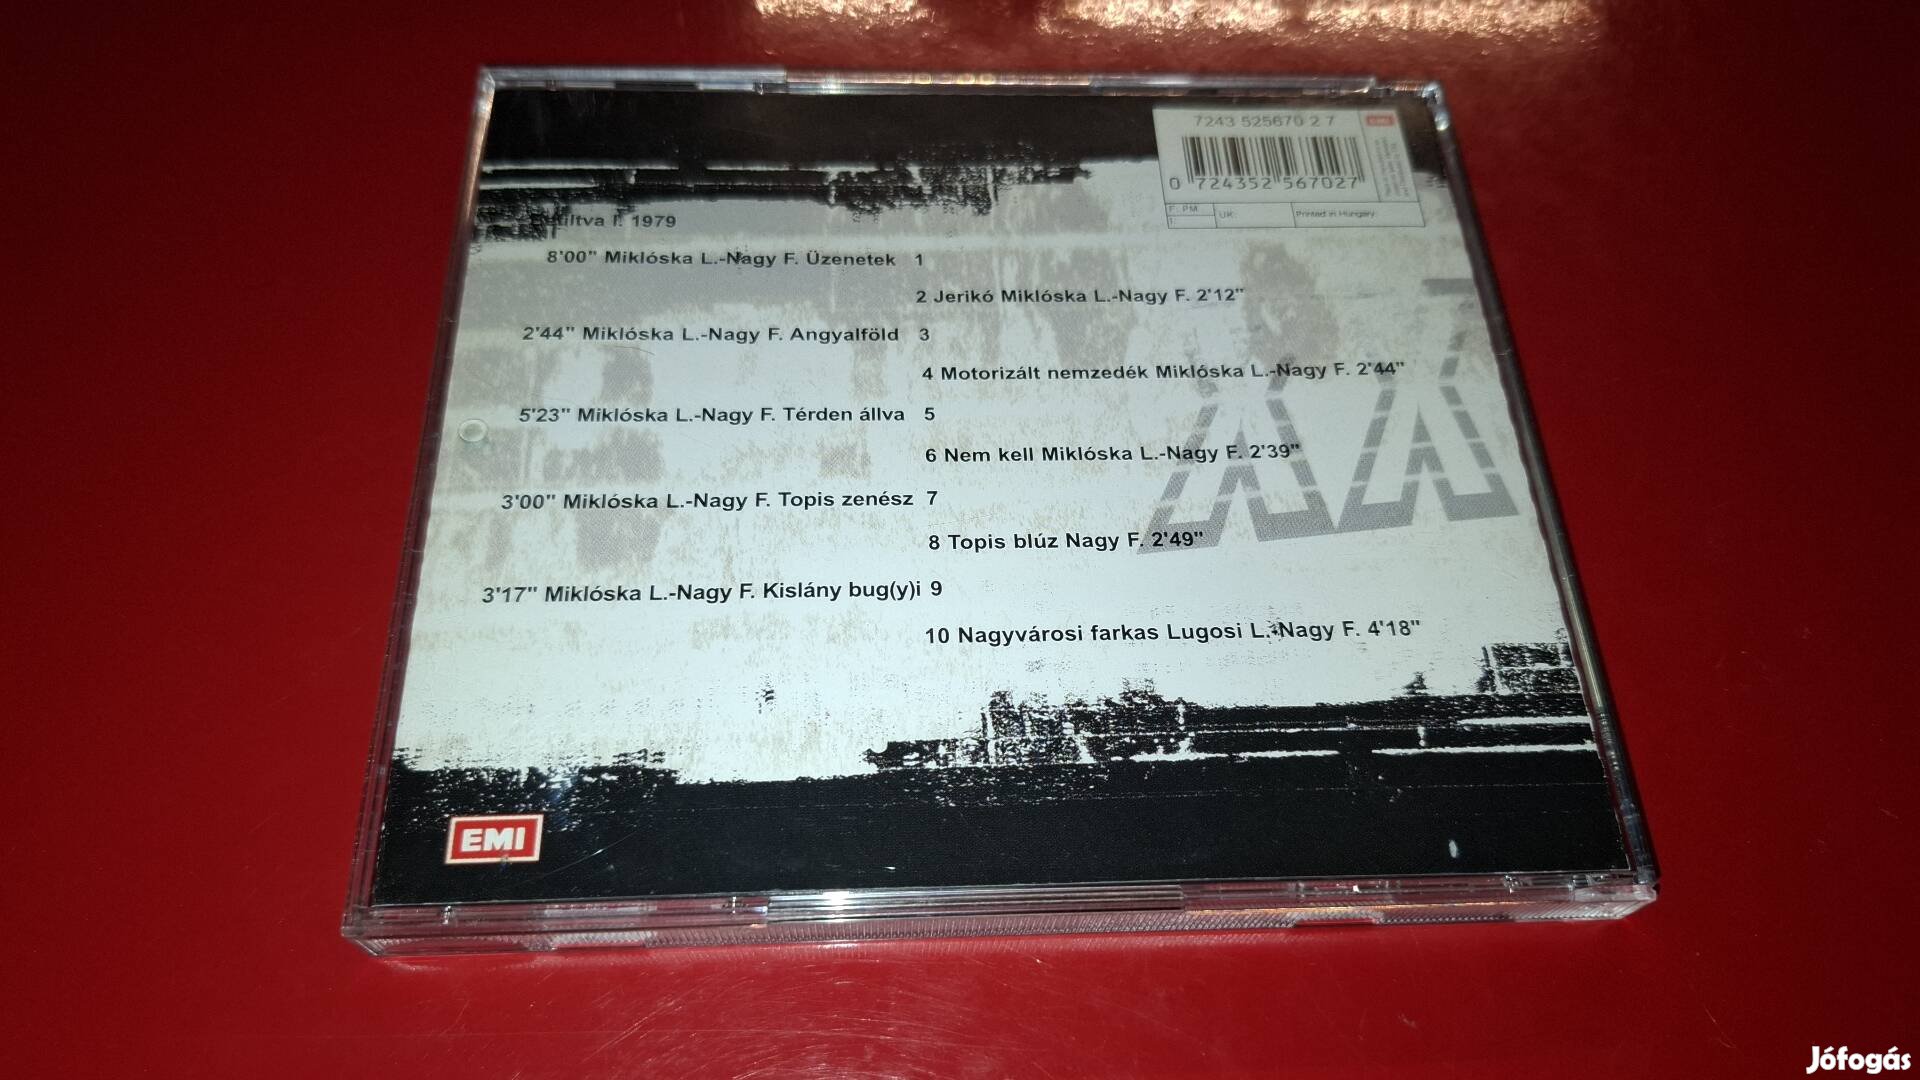 7243 525670 2 7
EMI
0 724352 567027
F: PM
UK:
Printed in Hungary
I. 1979
8'00" Miklóska L.-Nagy F. Üzenetek 1
2 Jerikó Miklóska L.-Nagy F. 2'12"
2'44" Miklóska L.-Nagy F. Angyalföld 3
4 Motorizált nemzedék Miklóska L.-Nagy F. 2'44"
5'23" Miklóska L.-Nagy F. Térden állva 5
6 Nem kell Miklóska L.-Nagy F. 2'39"
3'00" Miklóska L.-Nagy F. Topis zenész 7
8 Topis blúz Nagy F. 2'49"
3'17" Miklóska L.-Nagy F. Kislány bug(y)i 9
10 Nagyvárosi farkas Lugosi L.-Nagy F. 4'18"
EMI
Jófogás